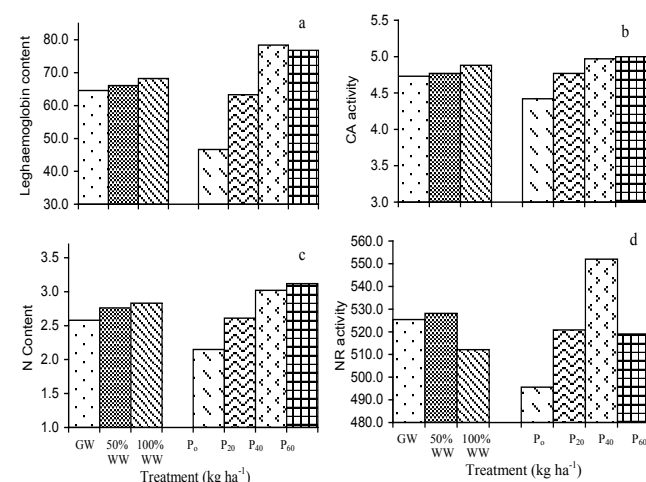 a
Leghaemoglobin content
80.0
70.0
60.0
50.0
40.0
30.0
b
CA activity
5.0
4.5
4.0
3.5
3.0
c
N Content
3.5
3.0
2.5
2.0
1.5
1.0
GW 50% WW 100% WW P₀ P₂₀ P₄₀ P₆₀
Treatment (kg ha⁻¹)
d
NR activity
560.0
550.0
540.0
530.0
520.0
510.0
500.0
490.0
480.0
GW 50% WW 100% WW Pₒ P₂₀ P₄₀ P₆₀
Treatment (kg ha⁻¹)